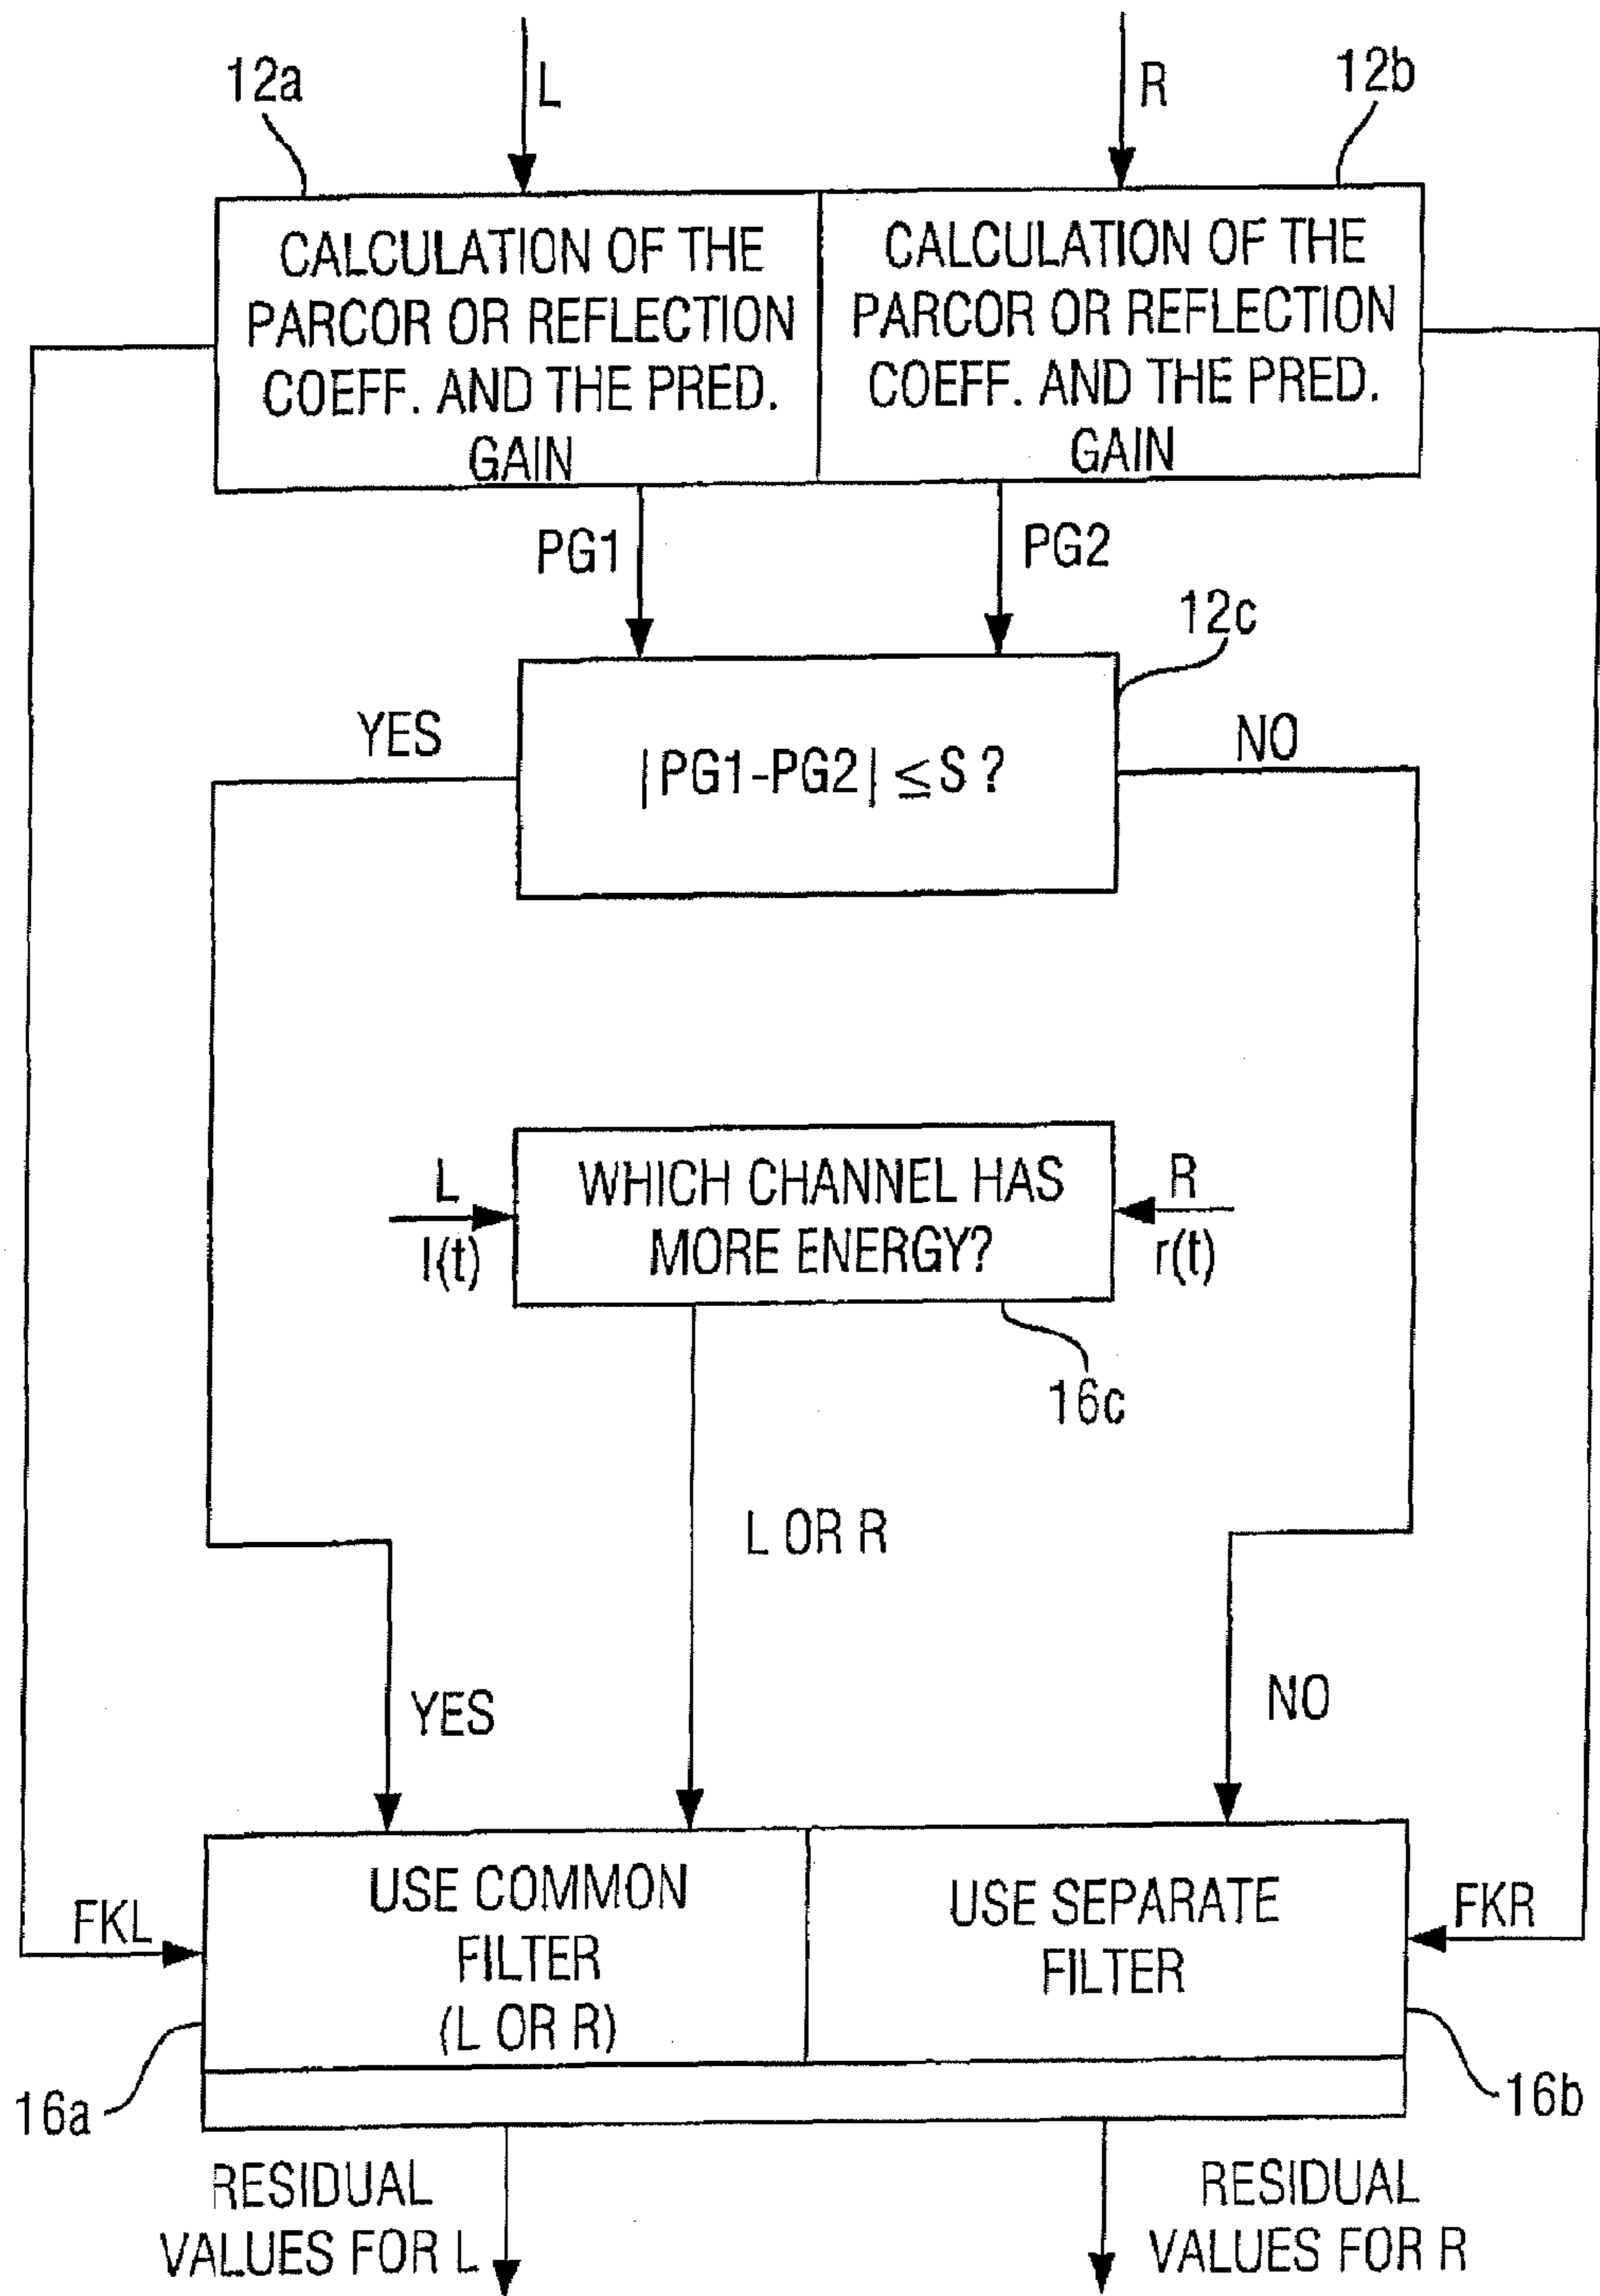 12a
L
R
12b
CALCULATION OF THE
PARCOR OR REFLECTION
COEFF. AND THE PRED.
GAIN
CALCULATION OF THE
PARCOR OR REFLECTION
COEFF. AND THE PRED.
GAIN
PG1
PG2
12c
YES
|PG1-PG2| ≤ S ?
NO
L
l(t)
WHICH CHANNEL HAS
MORE ENERGY?
R
r(t)
16c
L OR R
YES
NO
FKL
USE COMMON
FILTER
(L OR R)
USE SEPARATE
FILTER
FKR
16a
16b
RESIDUAL
VALUES FOR L
RESIDUAL
VALUES FOR R